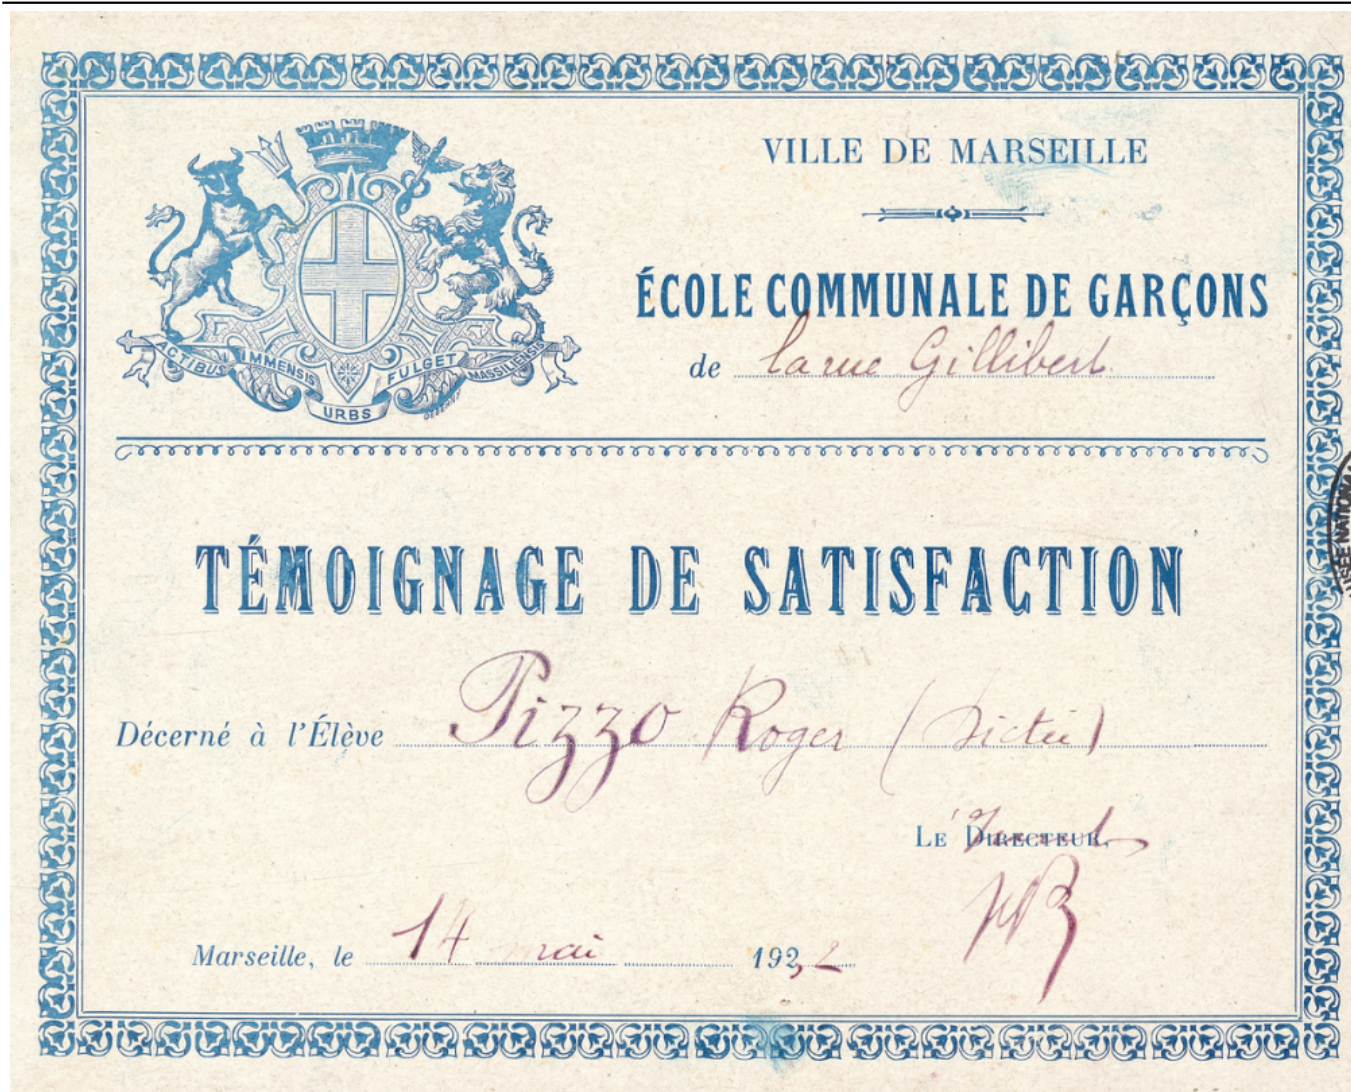 VILLE DE MARSEILLE
ÉCOLE COMMUNALE DE GARÇONS
de la rue Gillibert
ACTIBUS IMMENSIS URBS FULGET MASSILIENSIS
TÉMOIGNAGE DE SATISFACTION
Décerné à l'Élève Pizzo Roger (Dictée)
LE DIRECTEUR,
Marseille, le 14 mai 1922